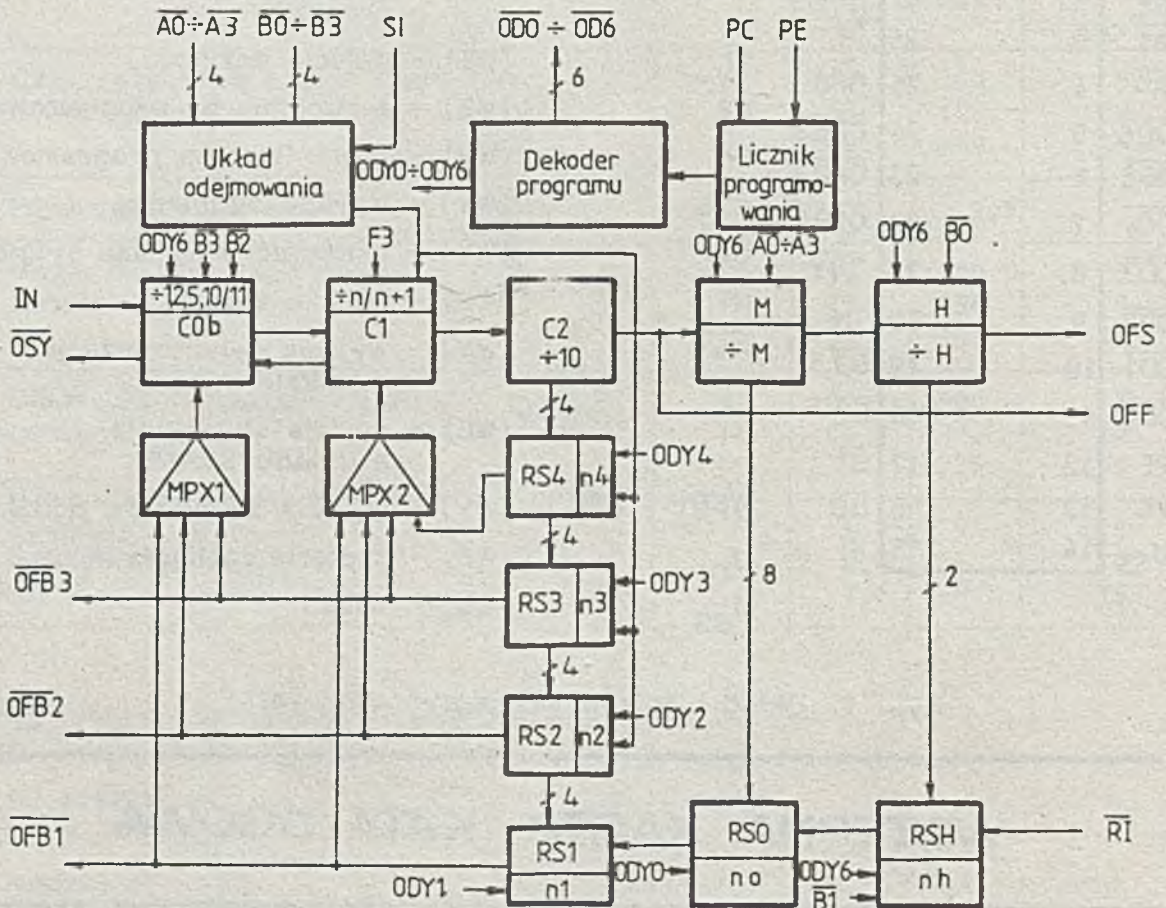 A0÷A3 B0÷B3 SI OD0 ÷ OD6 PC PE
4 4 6
Układ odejmowania
ODY0÷ODY6
Dekoder programu
Licznik programo-wania
ODY6 B3 B2
F3
ODY6 A0÷A3
ODY6 B0
IN
÷1,2,5,10/11
C0b
÷n/n+1
C1
C2
÷10
M
÷ M
H
÷ H
OFS
OSY
OFF
4
MPX1
MPX2
RS4 n4
ODY4
4
8
2
OFB3
RS3 n3
ODY3
4
OFB2
RS2 n2
ODY2
4
OFB1
RS1
n1
ODY1
ODY0
RS0
no
ODY6
B1
RSH
nh
RI